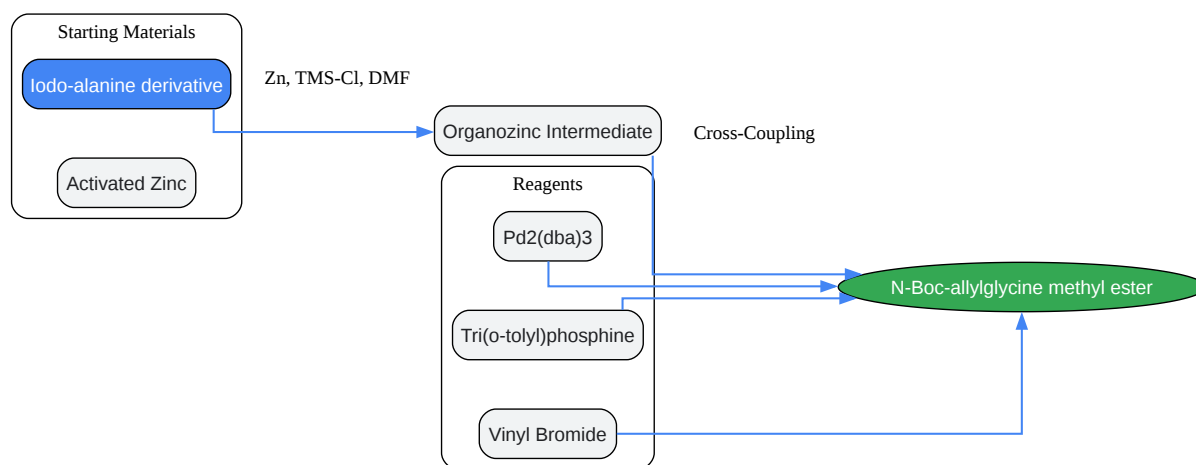 Starting Materials
Iodo-alanine derivative
Activated Zinc
Zn, TMS-Cl, DMF
Organozinc Intermediate
Cross-Coupling
Reagents
Pd2(dba)3
Tri(o-tolyl)phosphine
Vinyl Bromide
N-Boc-allylglycine methyl ester